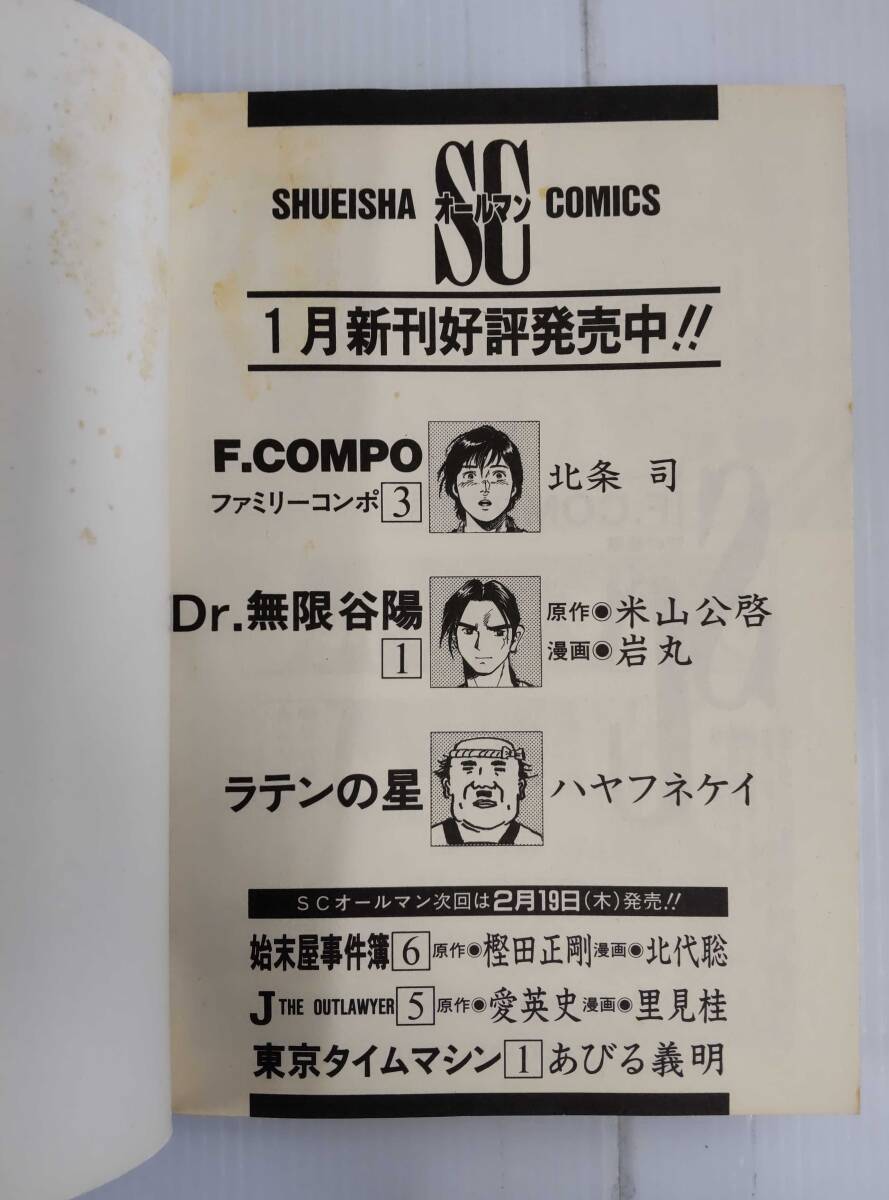 SHUEISHA SC オールマン COMICS
1月新刊好評発売中!!
F.COMPO
ファミリーコンポ 3
北条 司
Dr.無限谷陽
1
原作◉米山公啓
漫画◉岩丸
ラテンの星
ハヤフネケイ
SCオールマン次回は2月19日(木)発売!!
始末屋事件簿 6 原作◉樫田正剛 漫画◉北代聡
J THE OUTLAWYER 5 原作◉愛英史 漫画◉里見桂
東京タイムマシン 1 あびる義明